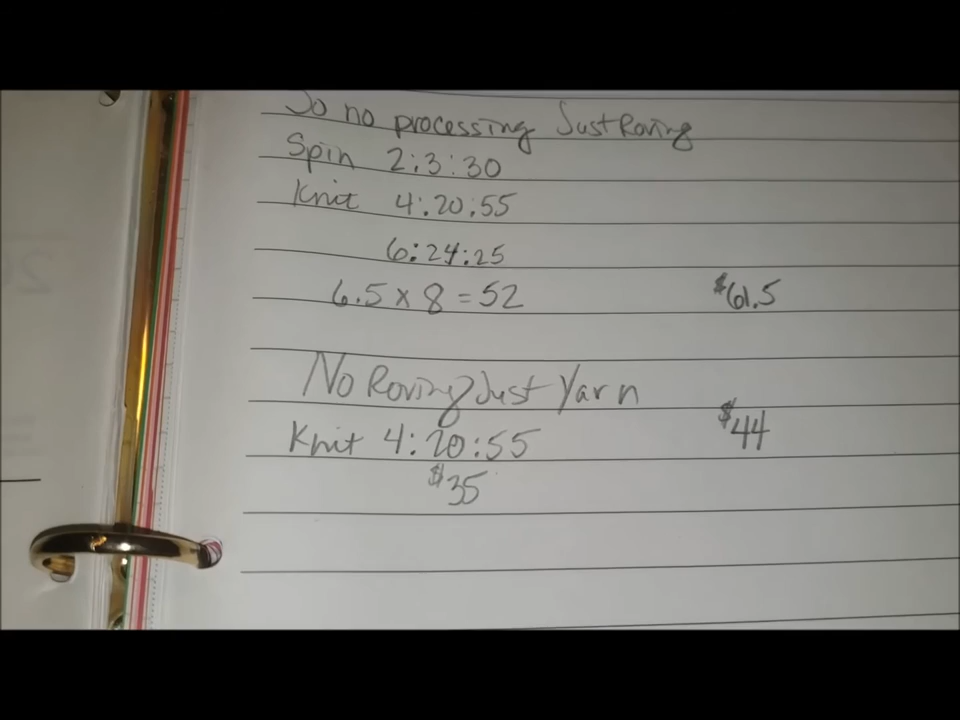 So no processing Just Roving
Spin 2:3:30
Knit 4:20:55
6:24:25
6.5 x 8 = 52 $61.5
No Roving Just Yarn
$44
Knit 4:20:55
$35